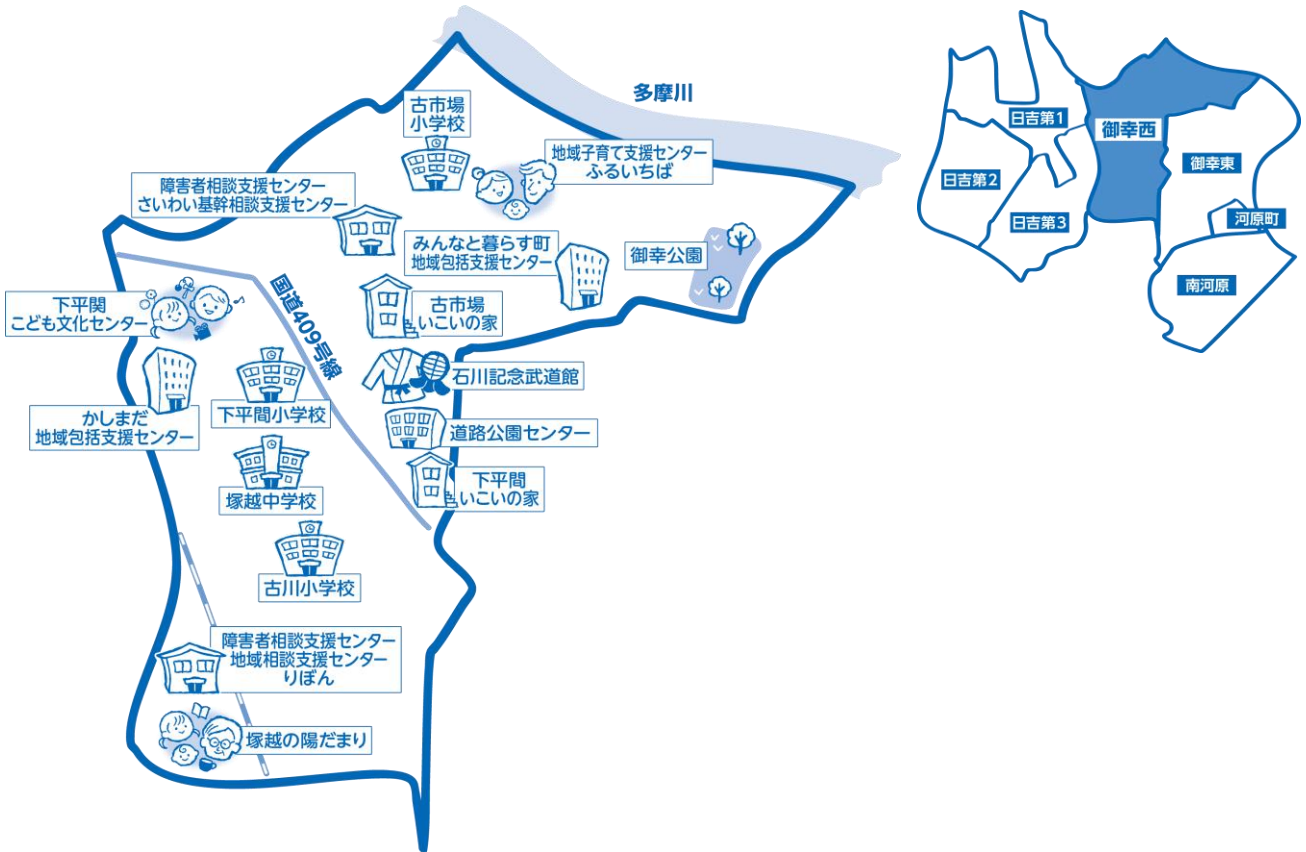 多摩川
古市場
小学校
地域子育て支援センター
ふるいちば
障害者相談支援センター
さいわい基幹相談支援センター
みんなと暮らす町
地域包括支援センター
御幸公園
国道409号線
下平関
こども文化センター
古市場
いこいの家
石川記念武道館
かしまだ
地域包括支援センター
下平間小学校
道路公園センター
塚越中学校
下平間
いこいの家
古川小学校
障害者相談支援センター
地域相談支援センター
りぼん
塚越の陽だまり
日吉第1
御幸西
御幸東
日吉第2
日吉第3
河原町
南河原